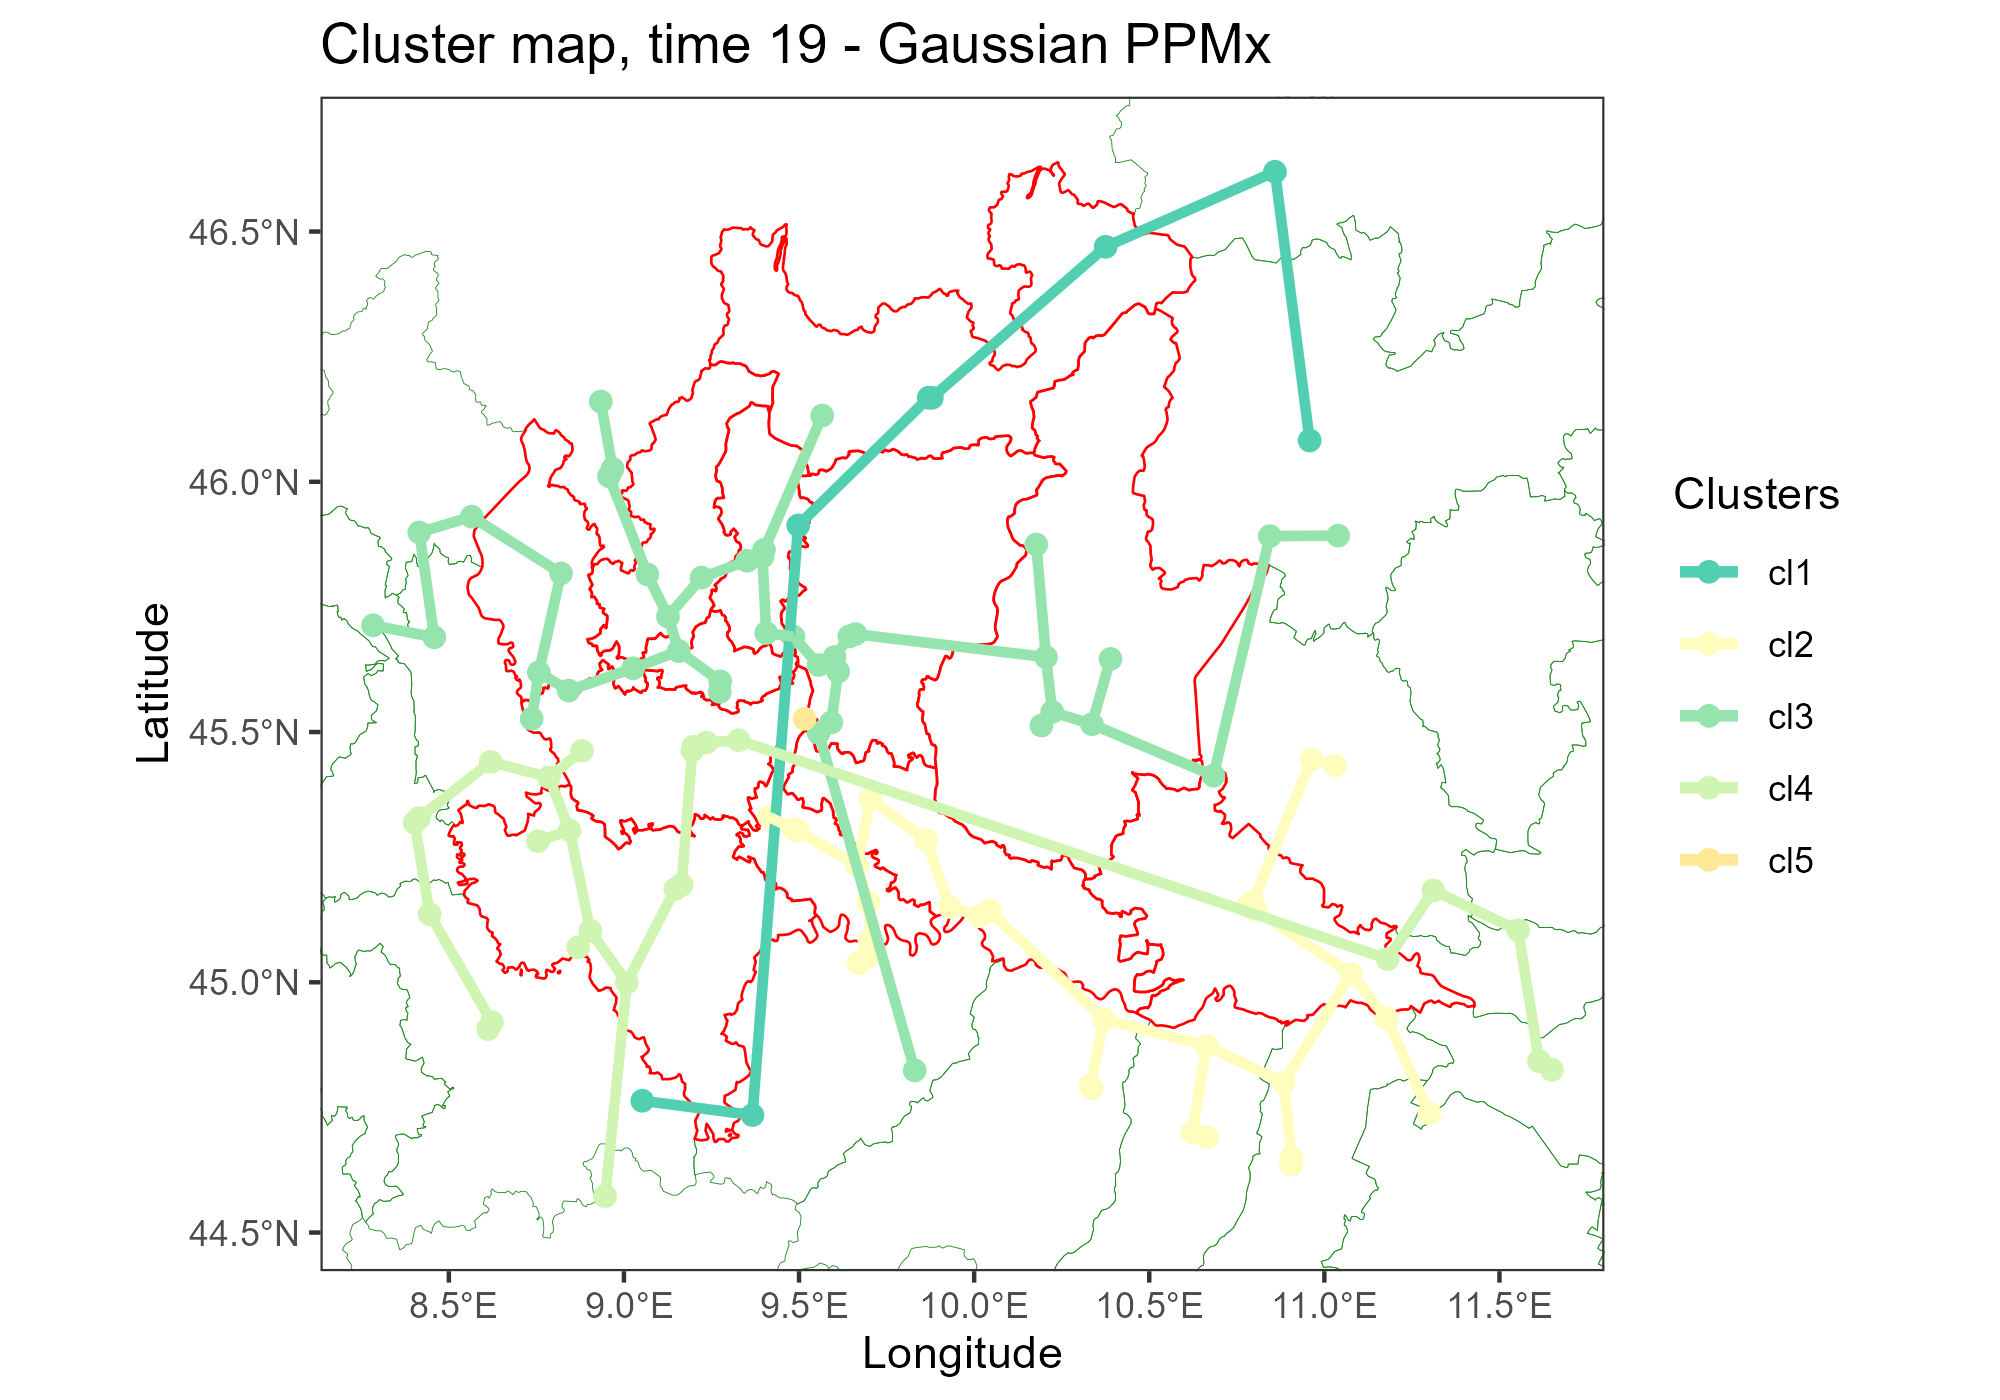 Cluster map, time 19 - Gaussian PPMx
46.5°N
46.0°N
45.5°N
45.0°N
44.5°N
Latitude
8.5°E
9.0°E
9.5°E
10.0°E
10.5°E
11.0°E
11.5°E
Longitude
Clusters
cl1
cl2
cl3
cl4
cl5